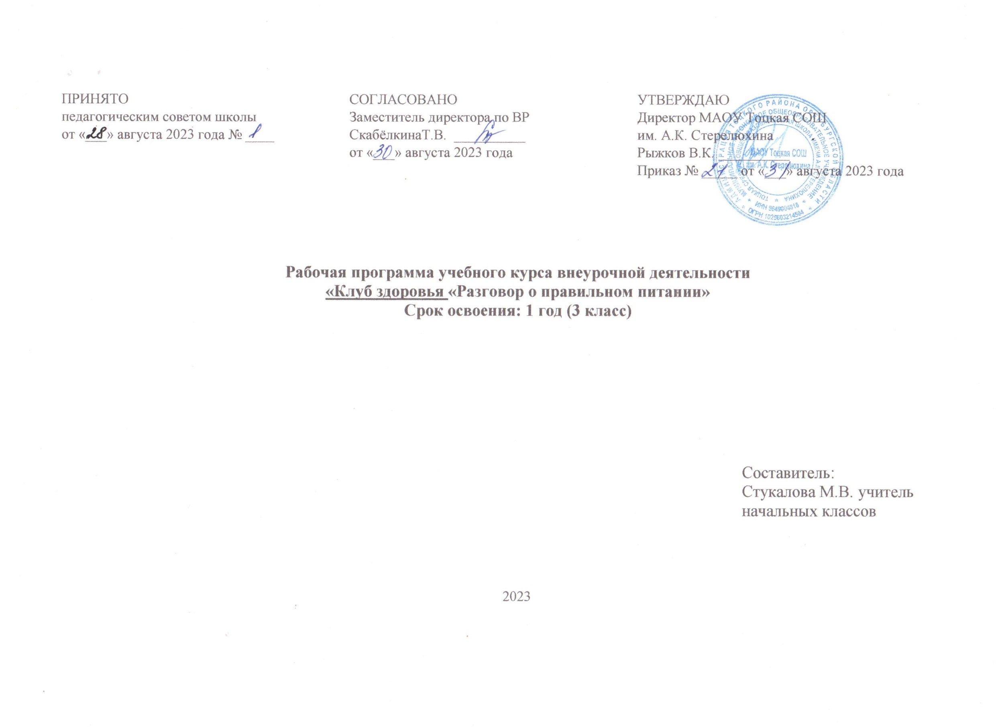 ПРИНЯТО
педагогическим советом школы
от «28» августа 2023 года № 1
СОГЛАСОВАНО
Заместитель директора по ВР
СкабёлкинаТ.В.
от «30» августа 2023 года
УТВЕРЖДАЮ
Директор МАОУ Тоцкая СОШ
им. А.К. Стерелюхина
Рыжков В.К.
Приказ № 21 от «31» августа 2023 года
МАОУ Тоцкая СОШ
им. А.К. Стерелюхина
ТОЦКОГО РАЙОНА ОРЕНБУРГСКОЙ ОБЛАСТИ
ИНН 5649004818
ОГРН 1025603214504
Рабочая программа учебного курса внеурочной деятельности
«Клуб здоровья «Разговор о правильном питании»
Срок освоения: 1 год (3 класс)
Составитель:
Стукалова М.В. учитель
начальных классов
2023